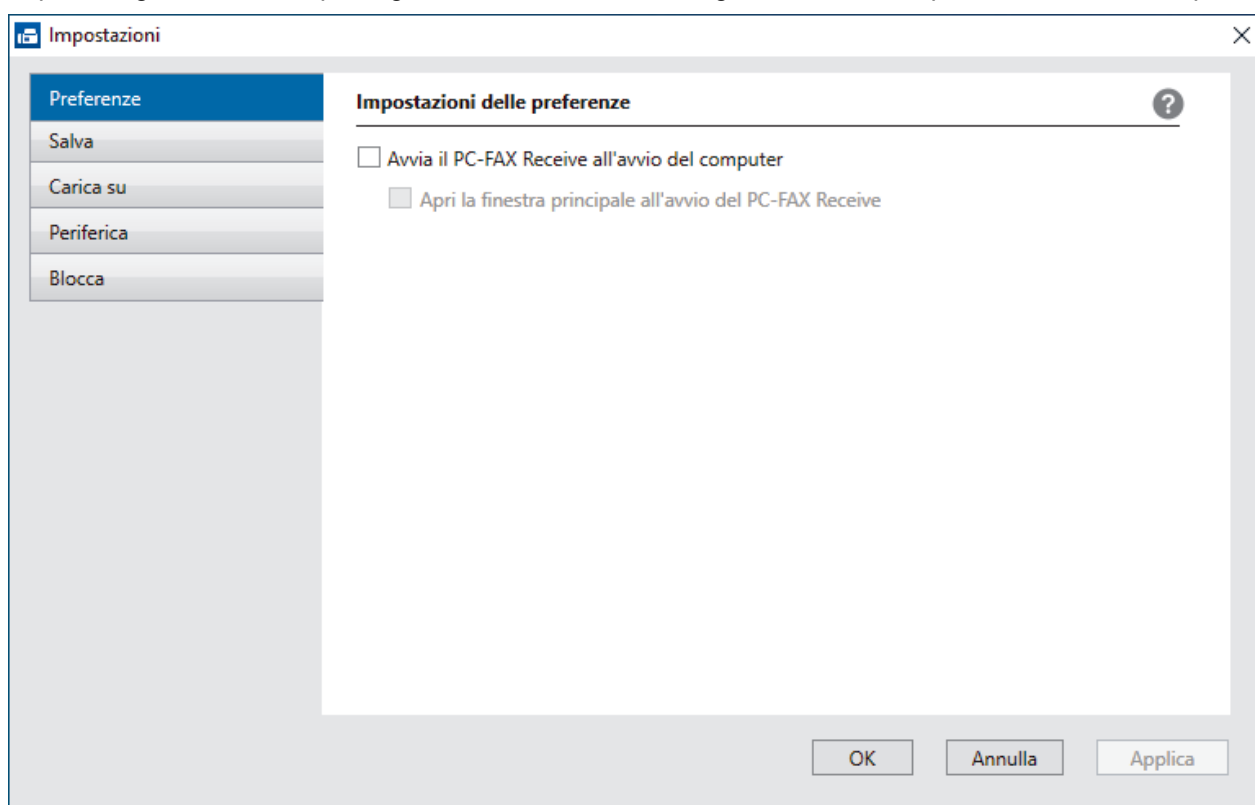 Impostazioni
Preferenze
Salva
Carica su
Periferica
Blocca
Impostazioni delle preferenze
?
Avvia il PC-FAX Receive all'avvio del computer
Apri la finestra principale all'avvio del PC-FAX Receive
OK
Annulla
Applica